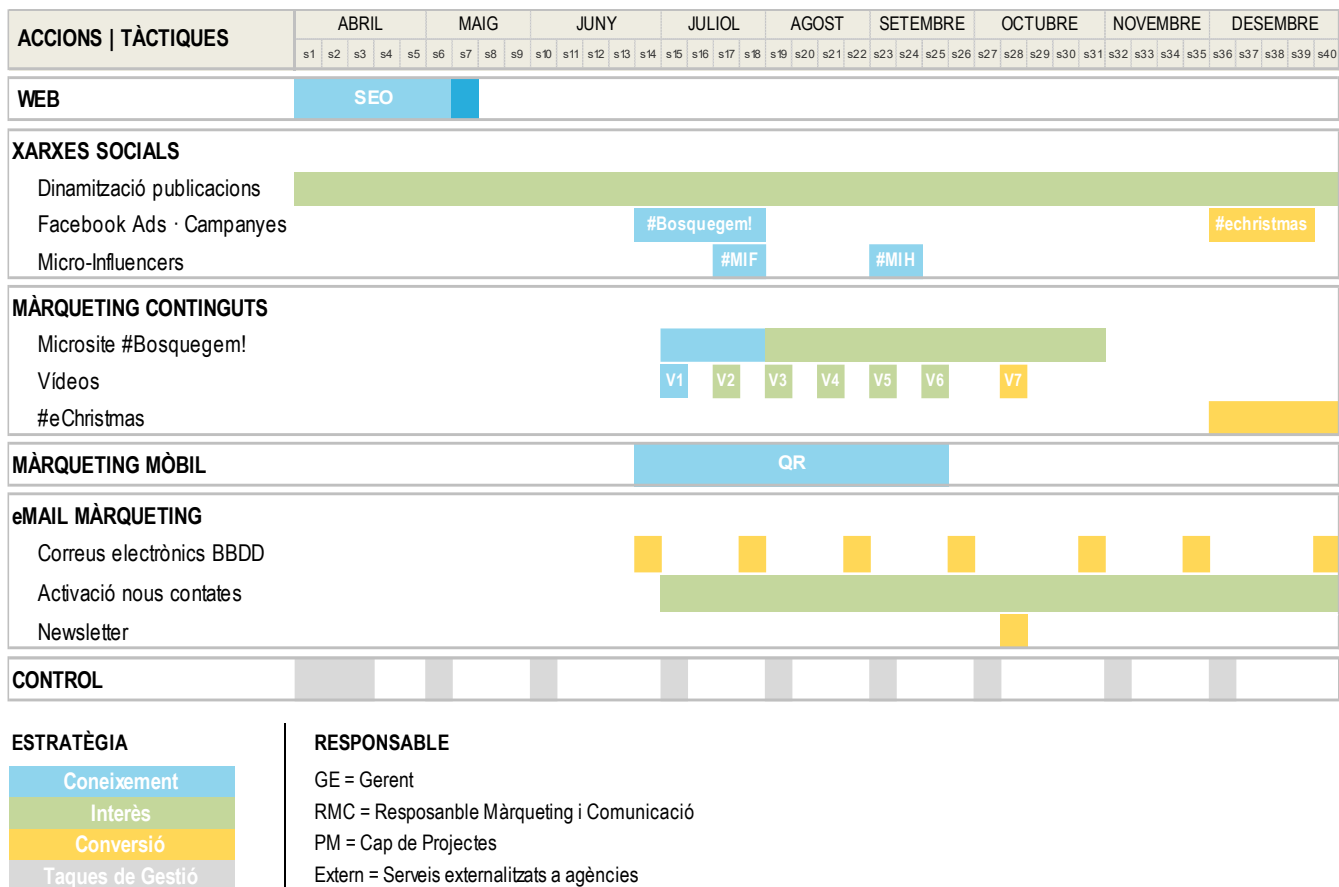 ACCIONS | TÀCTIQUES
ABRIL MAIG JUNY JULIOL AGOST SETEMBRE OCTUBRE NOVEMBRE DESEMBRE
s1 s2 s3 s4 s5 s6 s7 s8 s9 s10 s11 s12 s13 s14 s15 s16 s17 s18 s19 s20 s21 s22 s23 s24 s25 s26 s27 s28 s29 s30 s31 s32 s33 s34 s35 s36 s37 s38 s39 s40
WEB SEO
XARXES SOCIALS
Dinamització publicacions
Facebook Ads · Campanyes #Bosquegem! #echristmas
Micro-Influencers #MIF #MIH
MÀRQUETING CONTINGUTS
Microsite #Bosquegem!
Vídeos V1 V2 V3 V4 V5 V6 V7
#eChristmas
MÀRQUETING MÒBIL QR
eMAIL MÀRQUETING
Correus electrònics BBDD
Activació nous contates
Newsletter
CONTROL
ESTRATÈGIA
Coneixement
Interès
Conversió
Taques de Gestió
RESPONSABLE
GE = Gerent
RMC = Resposanble Màrqueting i Comunicació
PM = Cap de Projectes
Extern = Serveis externalitzats a agències